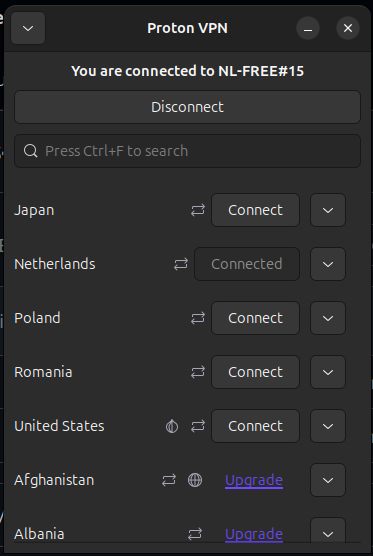 Proton VPN
You are connected to NL-FREE#15
Disconnect
Press Ctrl+F to search
Japan Connect
Netherlands Connected
Poland Connect
Romania Connect
United States Connect
Afghanistan Upgrade
Albania Upgrade